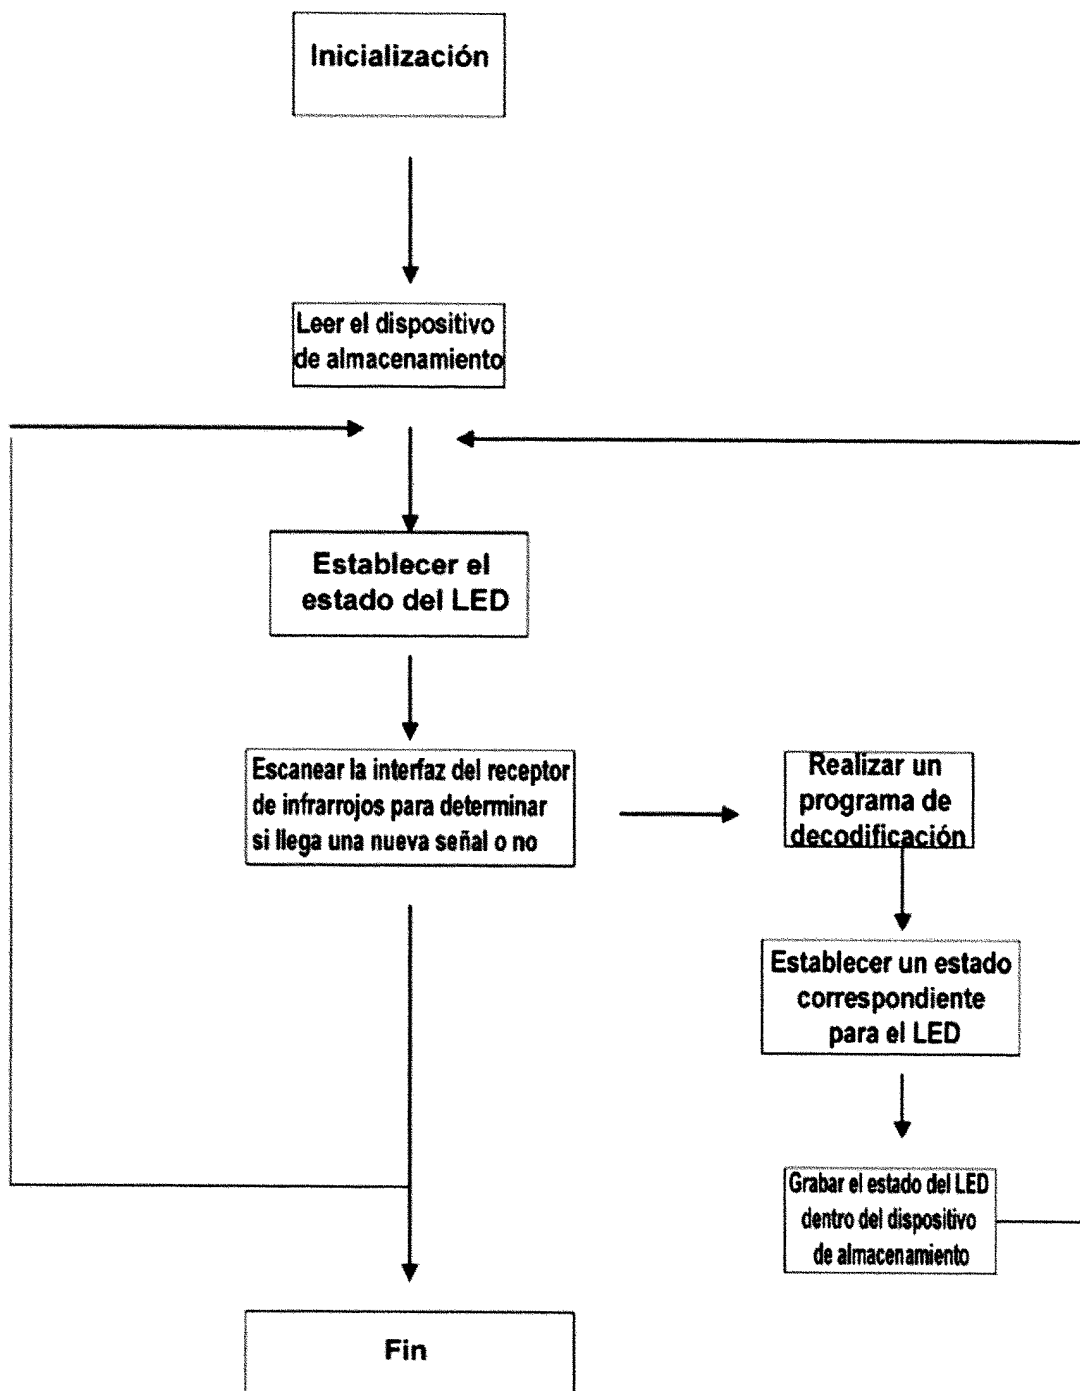 Inicialización
Leer el dispositivo
de almacenamiento
Establecer el
estado del LED
Escanear la interfaz del receptor
de infrarrojos para determinar
si llega una nueva señal o no
Realizar un
programa de
decodificación
Establecer un estado
correspondiente
para el LED
Grabar el estado del LED
dentro del dispositivo
de almacenamiento
Fin